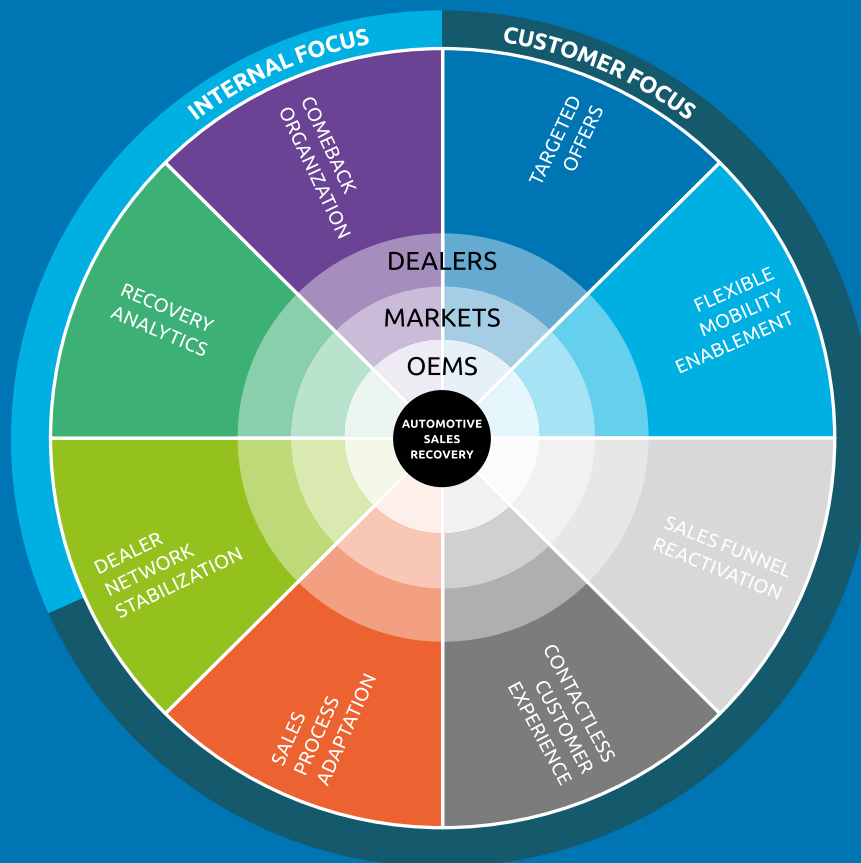 INTERNAL FOCUS
CUSTOMER FOCUS
COMEBACK
ORGANIZATION
TARGETED
OFFERS
RECOVERY
ANALYTICS
FLEXIBLE
MOBILITY
ENABLEMENT
DEALERS
MARKETS
OEMS
AUTOMOTIVE
SALES
RECOVERY
DEALER
NETWORK
STABILIZATION
SALES FUNNEL
REACTIVATION
SALES
PROCESS
ADAPTATION
CONTACTLESS
CUSTOMER
EXPERIENCE